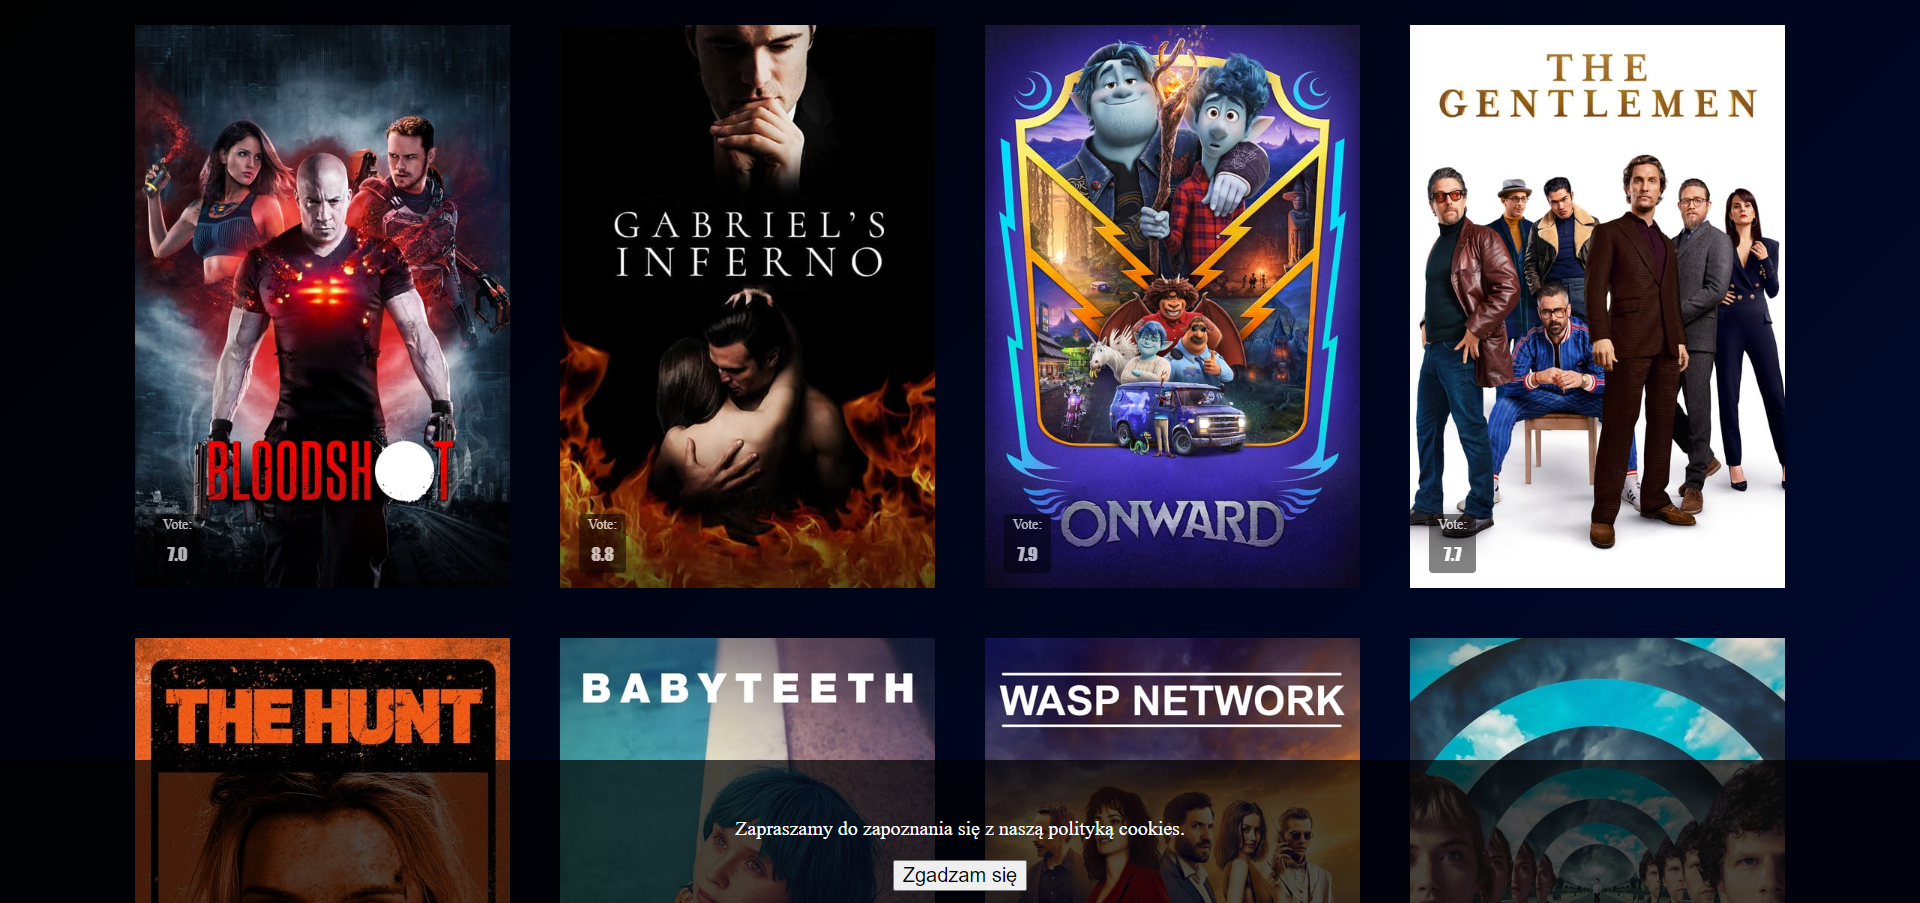 BLOODSHOT
Vote:
7.0
GABRIEL'S
INFERNO
Vote:
8.8
ONWARD
Vote:
7.9
THE
GENTLEMEN
Vote:
7.7
THE HUNT
BABYTEETH
WASP NETWORK
Zapraszamy do zapoznania się z naszą polityką cookies.
Zgadzam się